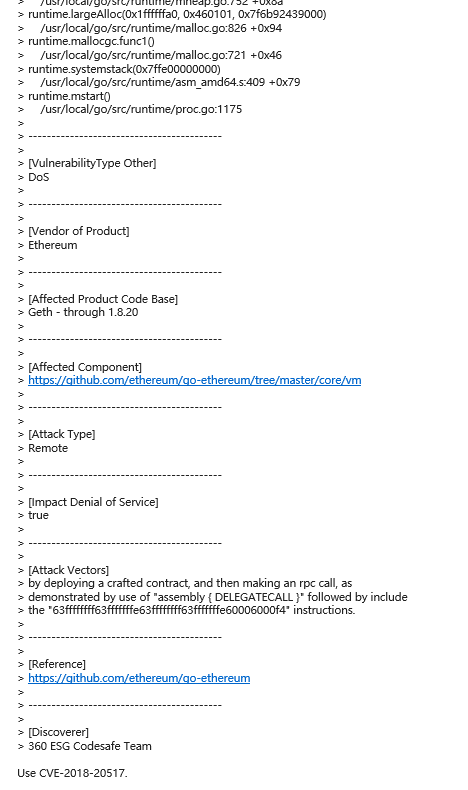 > /usr/local/go/src/runtime/mheap.go:752 +0x8a
> runtime.largeAlloc(0x1ffffffa0, 0x460101, 0x7f6b92439000)
> /usr/local/go/src/runtime/malloc.go:826 +0x94
> runtime.mallocgc.func1()
> /usr/local/go/src/runtime/malloc.go:721 +0x46
> runtime.systemstack(0x7ffe00000000)
> /usr/local/go/src/runtime/asm_amd64.s:409 +0x79
> runtime.mstart()
> /usr/local/go/src/runtime/proc.go:1175
>
> ------------------------------------------
>
> [VulnerabilityType Other]
> DoS
>
> ------------------------------------------
>
> [Vendor of Product]
> Ethereum
>
> ------------------------------------------
>
> [Affected Product Code Base]
> Geth - through 1.8.20
>
> ------------------------------------------
>
> [Affected Component]
> https://github.com/ethereum/go-ethereum/tree/master/core/vm
>
> ------------------------------------------
>
> [Attack Type]
> Remote
>
> ------------------------------------------
>
> [Impact Denial of Service]
> true
>
> ------------------------------------------
>
> [Attack Vectors]
> by deploying a crafted contract, and then making an rpc call, as
> demonstrated by use of "assembly { DELEGATECALL }" followed by include
> the "63ffffffff63fffffffe63ffffffff63fffffffe60006000f4" instructions.
>
> ------------------------------------------
>
> [Reference]
> https://github.com/ethereum/go-ethereum
>
> ------------------------------------------
>
> [Discoverer]
> 360 ESG Codesafe Team

Use CVE-2018-20517.